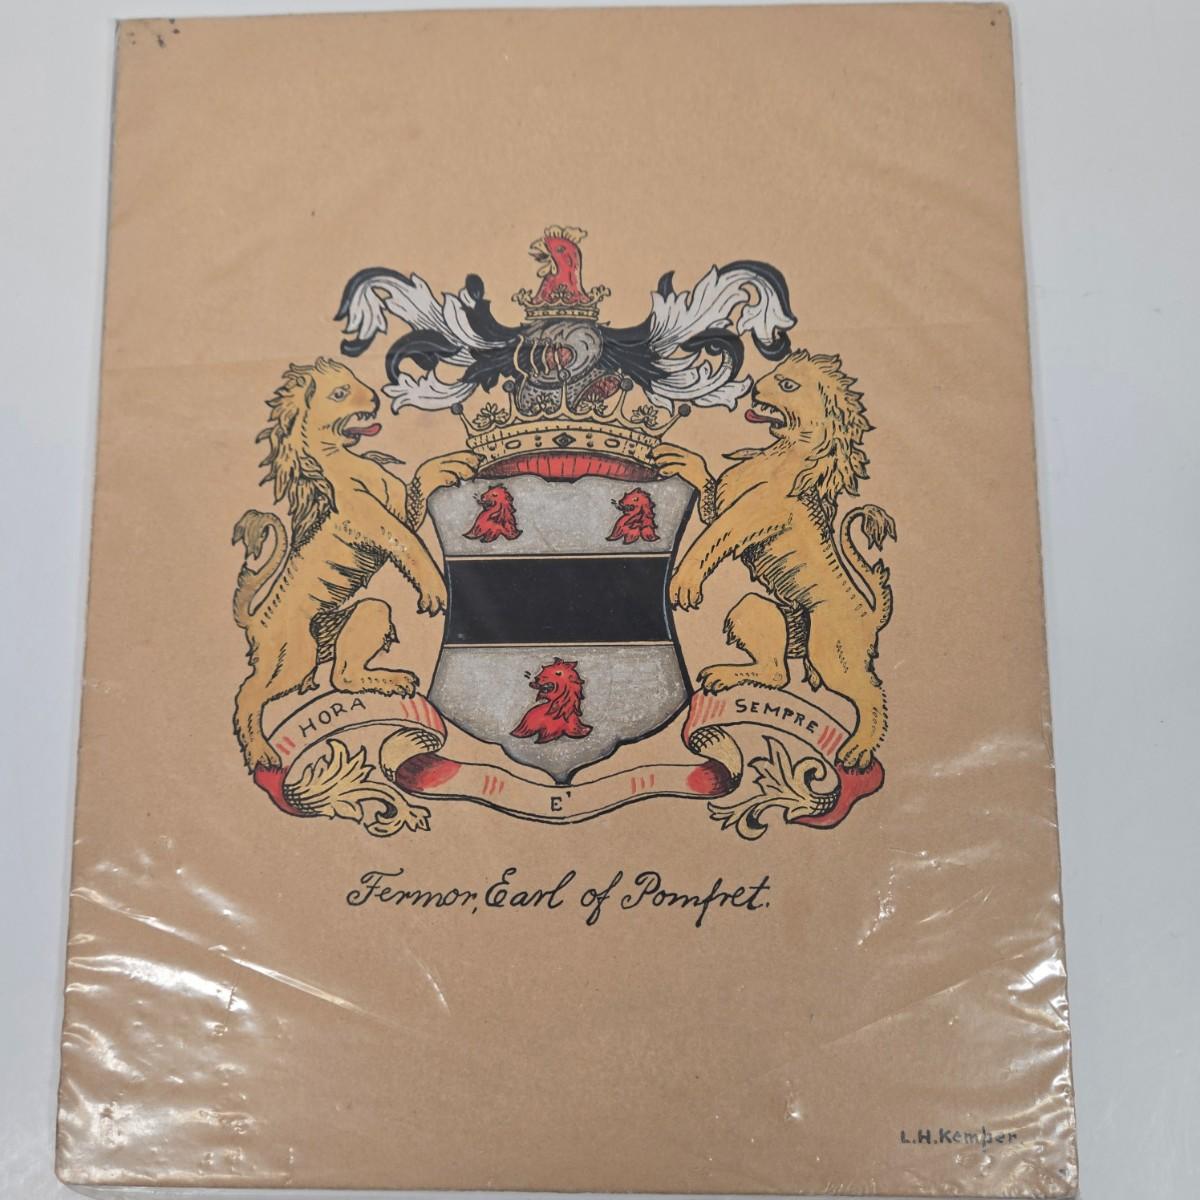 HORA E' SEMPRE
Fermor, Earl of Pomfret.
L.H.Kemper.